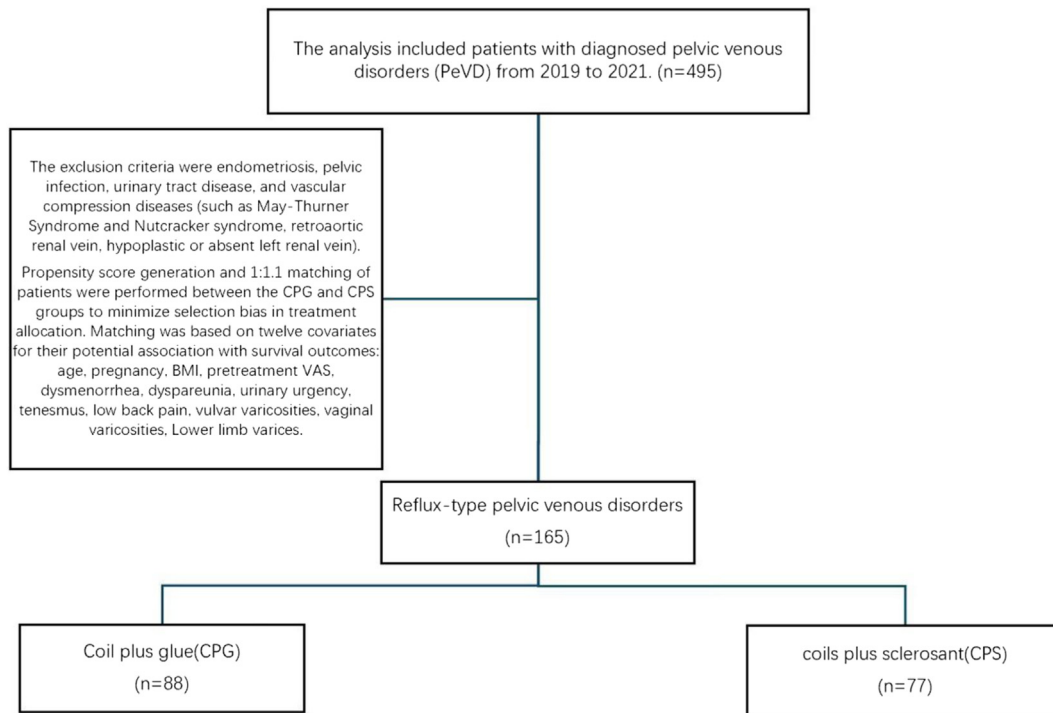 The analysis included patients with diagnosed pelvic venous
disorders (PeVD) from 2019 to 2021. (n=495)
The exclusion criteria were endometriosis, pelvic
infection, urinary tract disease, and vascular
compression diseases (such as May-Thurner
Syndrome and Nutcracker syndrome, retroaortic
renal vein, hypoplastic or absent left renal vein).
Propensity score generation and 1:1.1 matching of
patients were performed between the CPG and CPS
groups to minimize selection bias in treatment
allocation. Matching was based on twelve covariates
for their potential association with survival outcomes:
age, pregnancy, BMI, pretreatment VAS,
dysmenorrhea, dyspareunia, urinary urgency,
tenesmus, low back pain, vulvar varicosities, vaginal
varicosities, Lower limb varices.
Reflux-type pelvic venous disorders
(n=165)
Coil plus glue(CPG)
(n=88)
coils plus sclerosant(CPS)
(n=77)